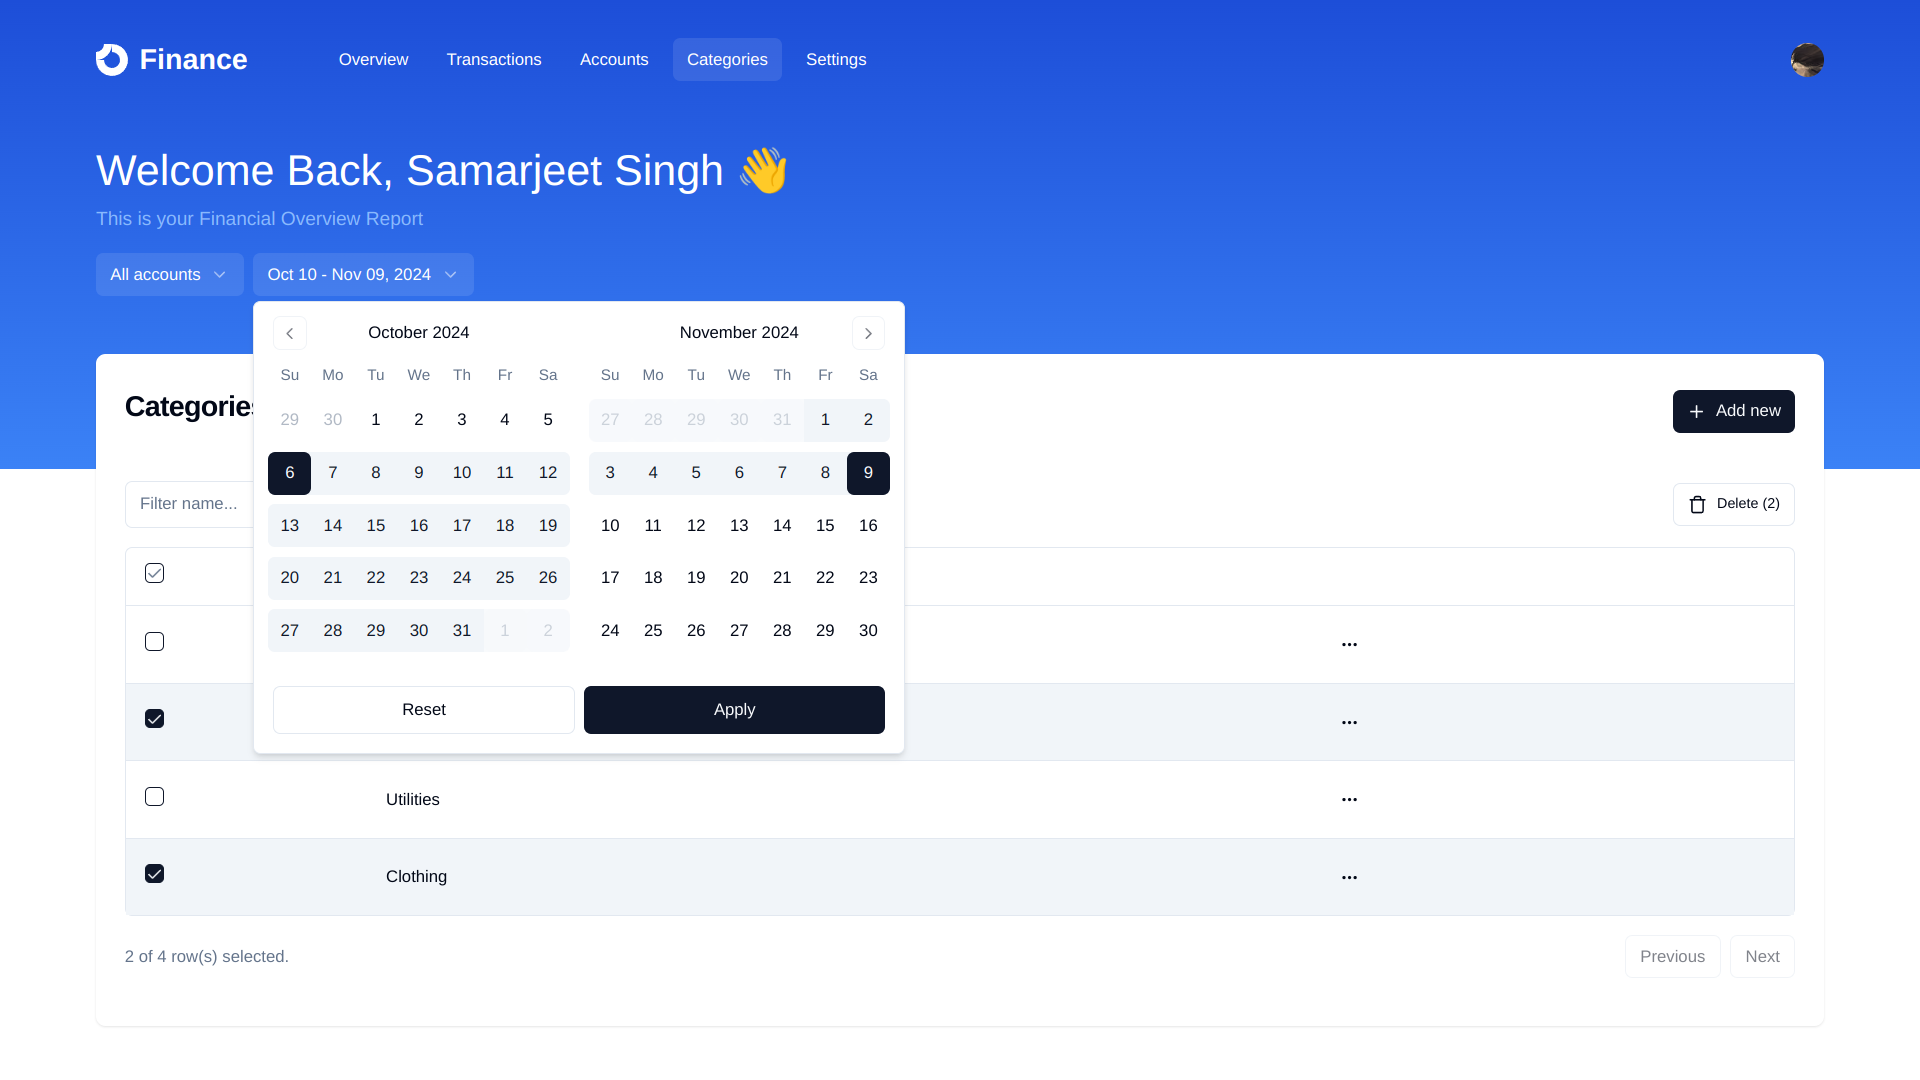 Finance
Overview
Transactions
Accounts
Categories
Settings
Welcome Back, Samarjeet Singh 👋
This is your Financial Overview Report
All accounts
Oct 10 - Nov 09, 2024
October 2024
Su Mo Tu We Th Fr Sa
29 30 1 2 3 4 5
6 7 8 9 10 11 12
13 14 15 16 17 18 19
20 21 22 23 24 25 26
27 28 29 30 31 1 2
November 2024
Su Mo Tu We Th Fr Sa
27 28 29 30 31 1 2
3 4 5 6 7 8 9
10 11 12 13 14 15 16
17 18 19 20 21 22 23
24 25 26 27 28 29 30
Reset
Apply
Categories
Add new
Filter name...
Delete (2)
Utilities
Clothing
2 of 4 row(s) selected.
Previous
Next